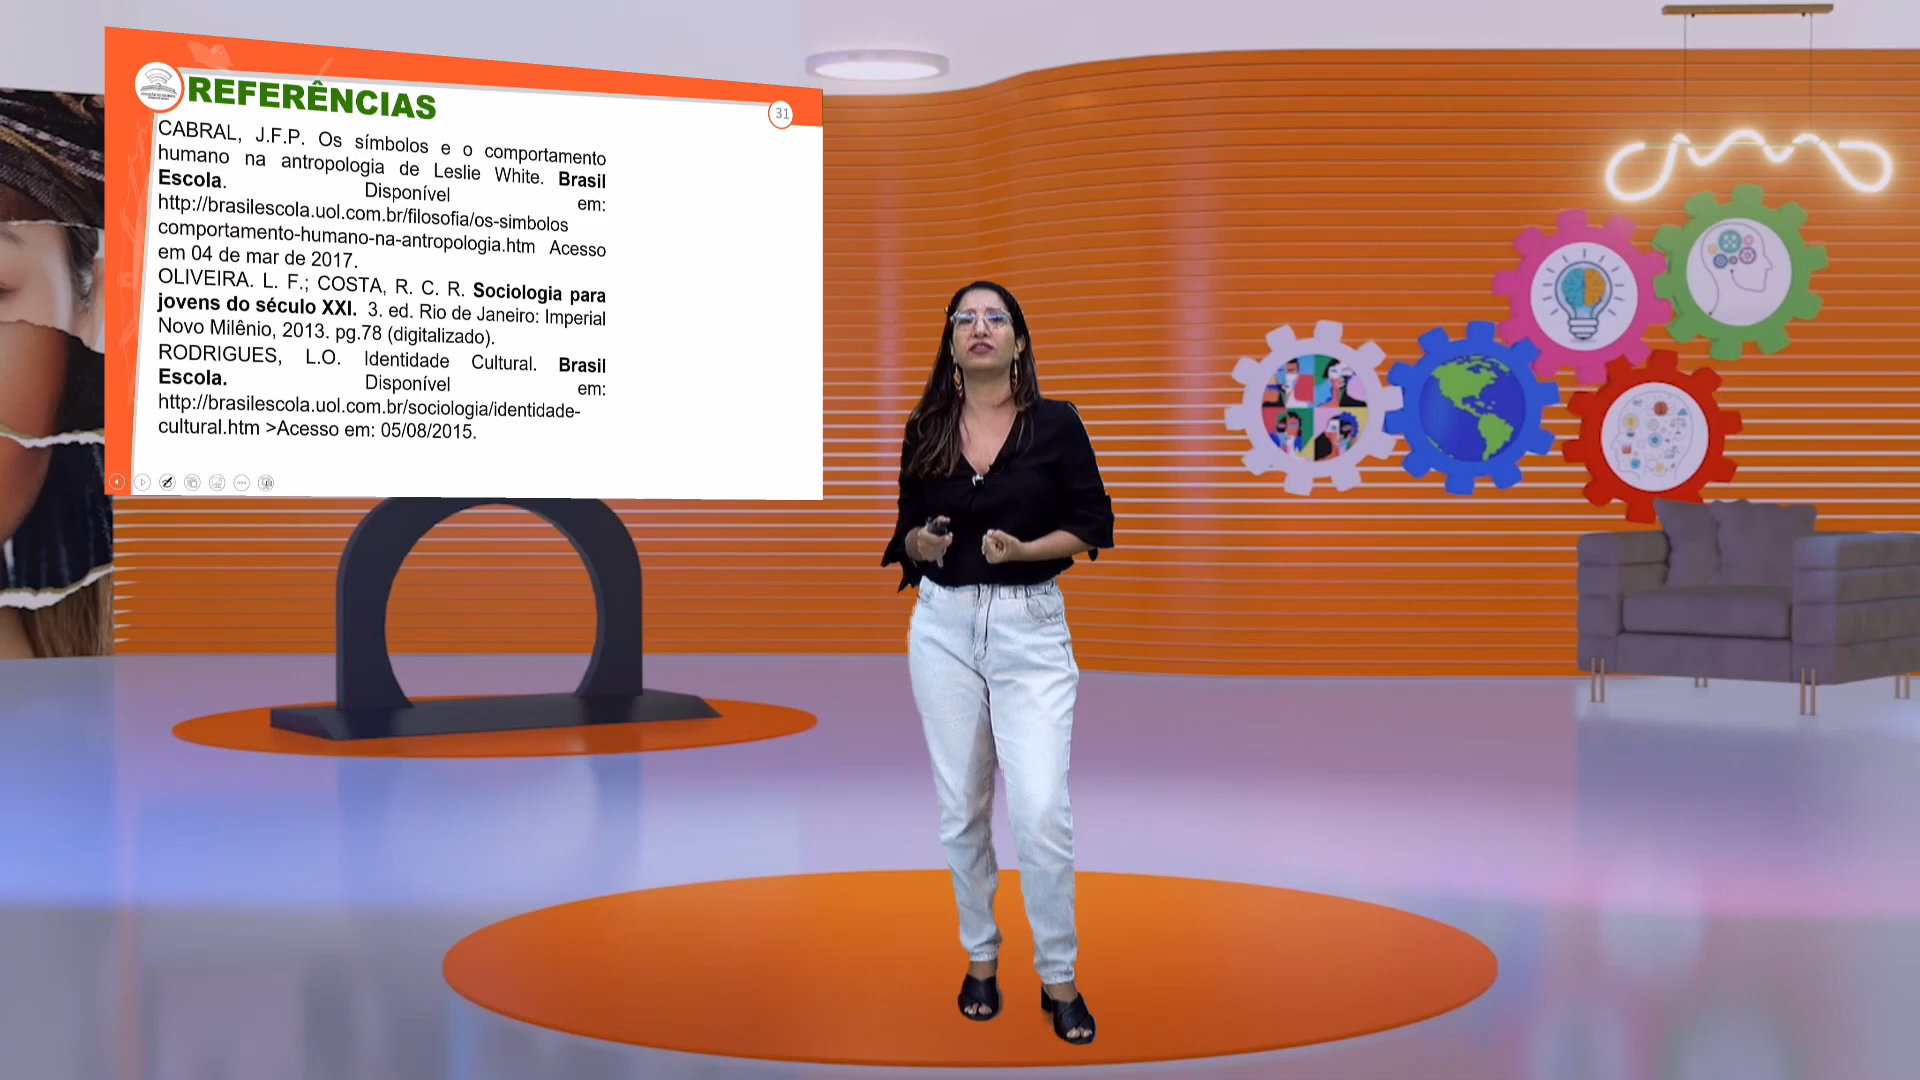 REFERÊNCIAS
31
CABRAL, J.F.P. Os símbolos e o comportamento
humano na antropologia de Leslie White. Brasil
Escola. Disponível em:
http://brasilescola.uol.com.br/filosofia/os-simbolos
comportamento-humano-na-antropologia.htm Acesso
em 04 de mar de 2017.
OLIVEIRA. L. F.; COSTA, R. C. R. Sociologia para
jovens do século XXI. 3. ed. Rio de Janeiro: Imperial
Novo Milênio, 2013. pg.78 (digitalizado).
RODRIGUES, L.O. Identidade Cultural. Brasil
Escola. Disponível em:
http://brasilescola.uol.com.br/sociologia/identidade-
cultural.htm >Acesso em: 05/08/2015.